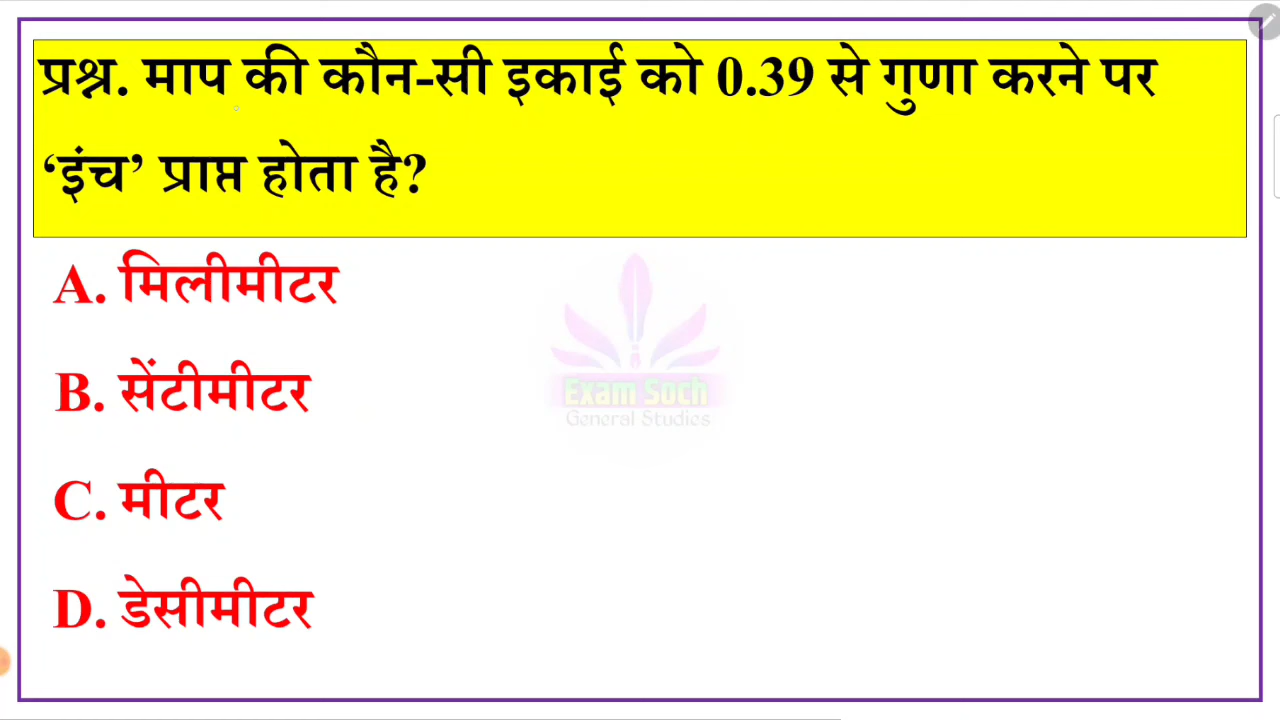 प्रश्न. माप की कौन-सी इकाई को 0.39 से गुणा करने पर
‘इंच’ प्राप्त होता है?
A. मिलीमीटर
B. सेंटीमीटर
C. मीटर
D. डेसीमीटर
Exam Soch
General Studies